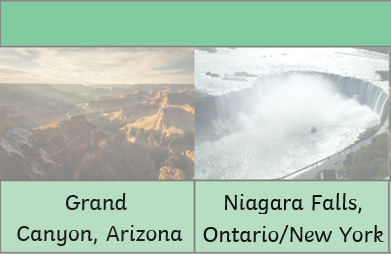 Grand
Canyon, Arizona
Niagara Falls,
Ontario/New York